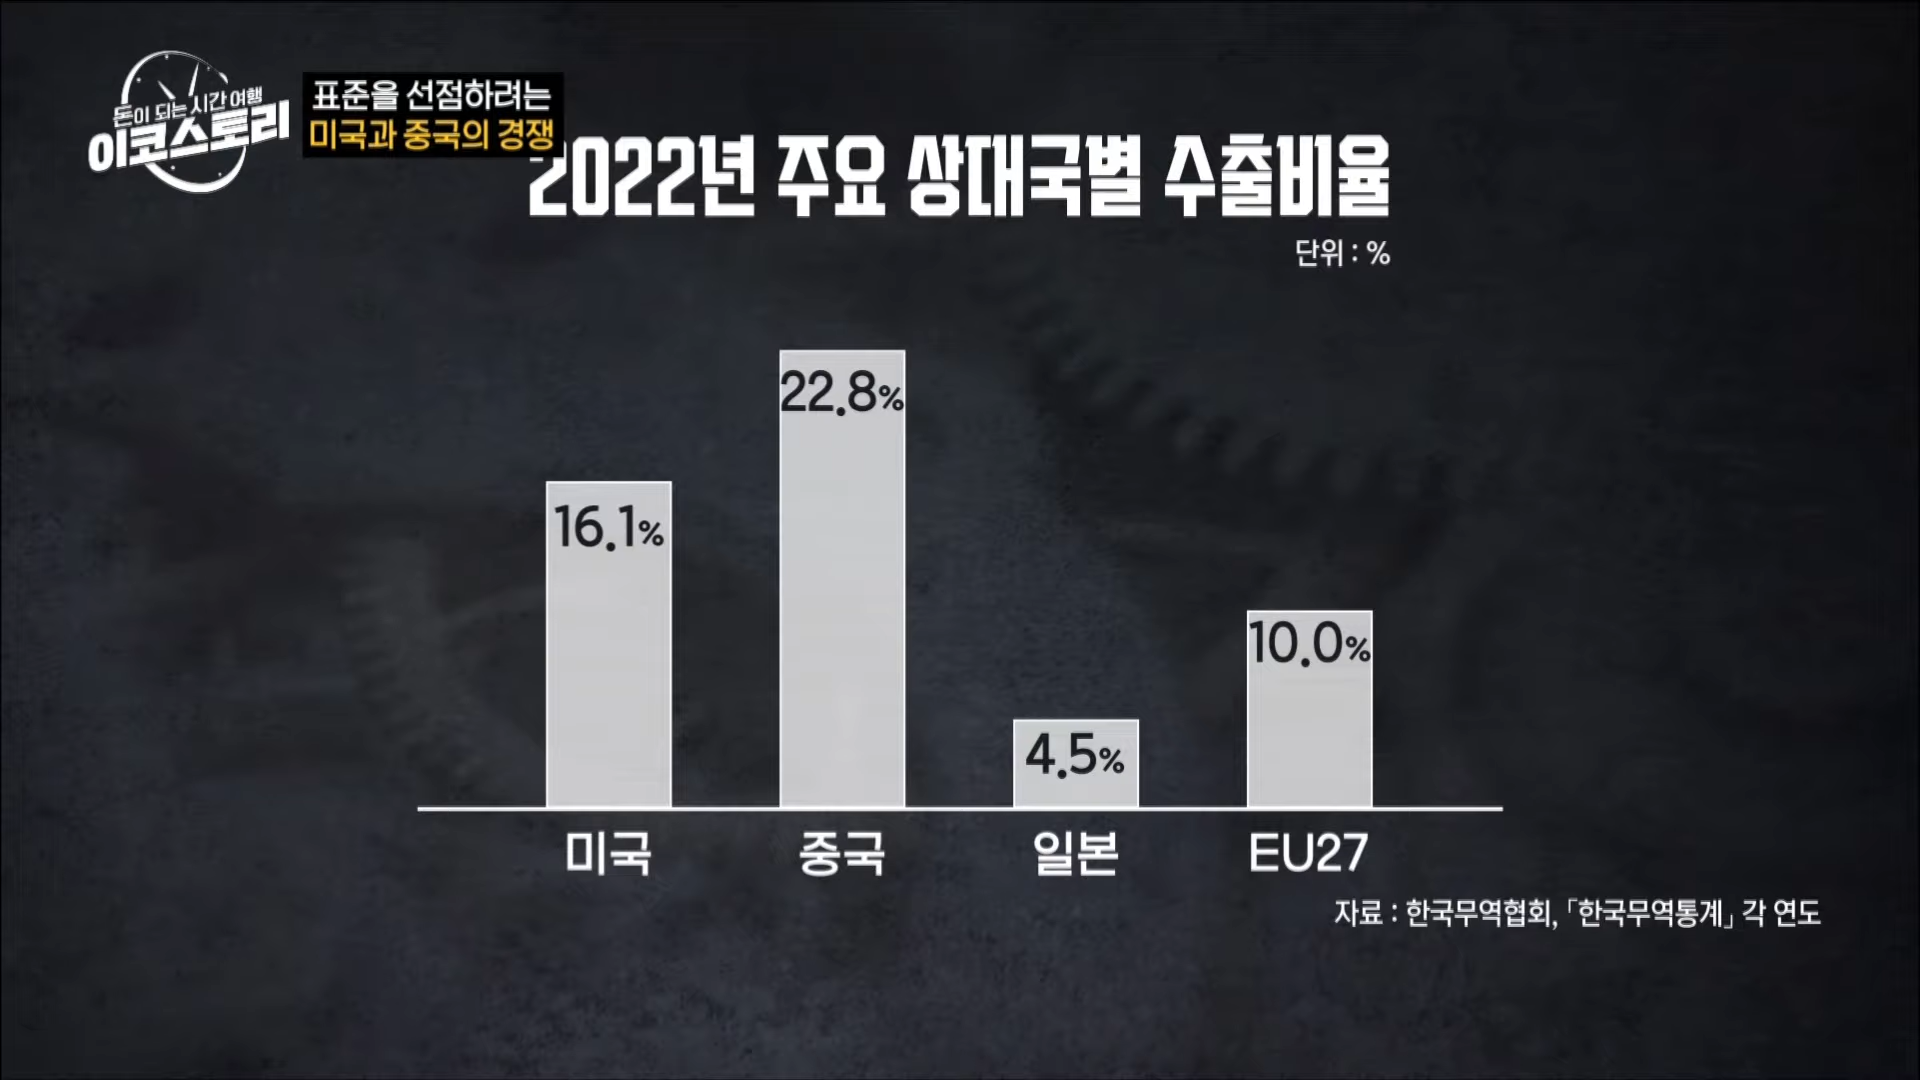 돈이 되는 시간 여행
이코스토리
표준을 선점하려는
미국과 중국의 경쟁
2022년 주요 상대국별 수출비율
단위 : %
16.1%
22.8%
4.5%
10.0%
미국
중국
일본
EU27
자료 : 한국무역협회, 「한국무역통계」 각 연도